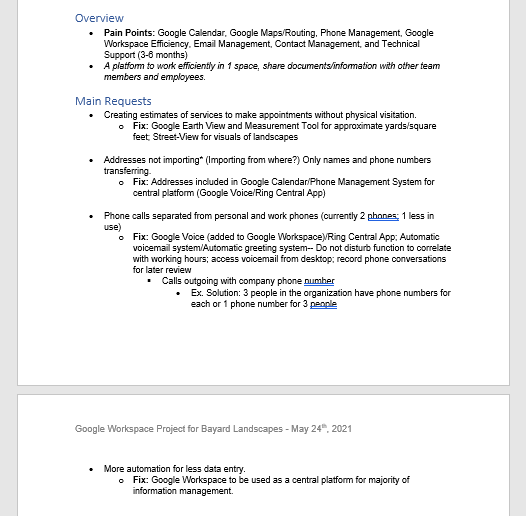 Overview
• Pain Points: Google Calendar, Google Maps/Routing, Phone Management, Google
Workspace Efficiency, Email Management, Contact Management, and Technical
Support (3-6 months)
• A platform to work efficiently in 1 space, share documents/information with other team
members and employees.
Main Requests
• Creating estimates of services to make appointments without physical visitation.
o Fix: Google Earth View and Measurement Tool for approximate yards/square
feet; Street-View for visuals of landscapes
• Addresses not importing* (Importing from where?) Only names and phone numbers
transferring.
o Fix: Addresses included in Google Calendar/Phone Management System for
central platform (Google Voice/Ring Central App)
• Phone calls separated from personal and work phones (currently 2 phones; 1 less in
use)
o Fix: Google Voice (added to Google Workspace)/Ring Central App; Automatic
voicemail system/Automatic greeting system-- Do not disturb function to correlate
with working hours; access voicemail from desktop; record phone conversations
for later review
▪ Calls outgoing with company phone number
• Ex. Solution: 3 people in the organization have phone numbers for
each or 1 phone number for 3 people
Google Workspace Project for Bayard Landscapes - May 24th, 2021
• More automation for less data entry.
o Fix: Google Workspace to be used as a central platform for majority of
information management.